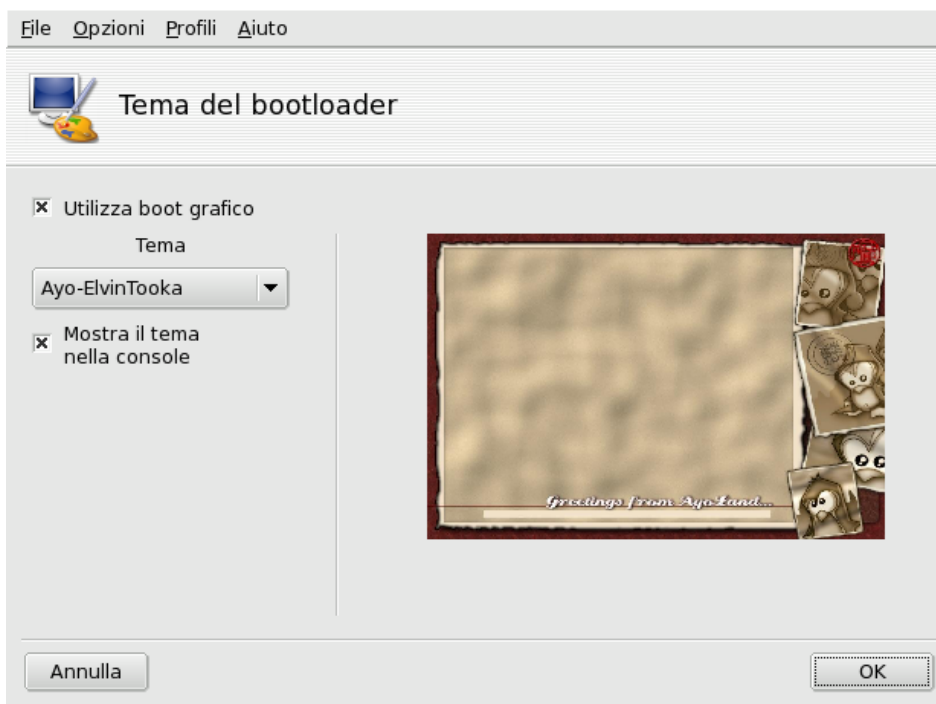 File Opzioni Profili Aiuto
Tema del bootloader
Utilizza boot grafico
Tema
Ayo-ElvinTooka
Mostra il tema
nella console
Greetings from AyoLand...
Annulla
OK